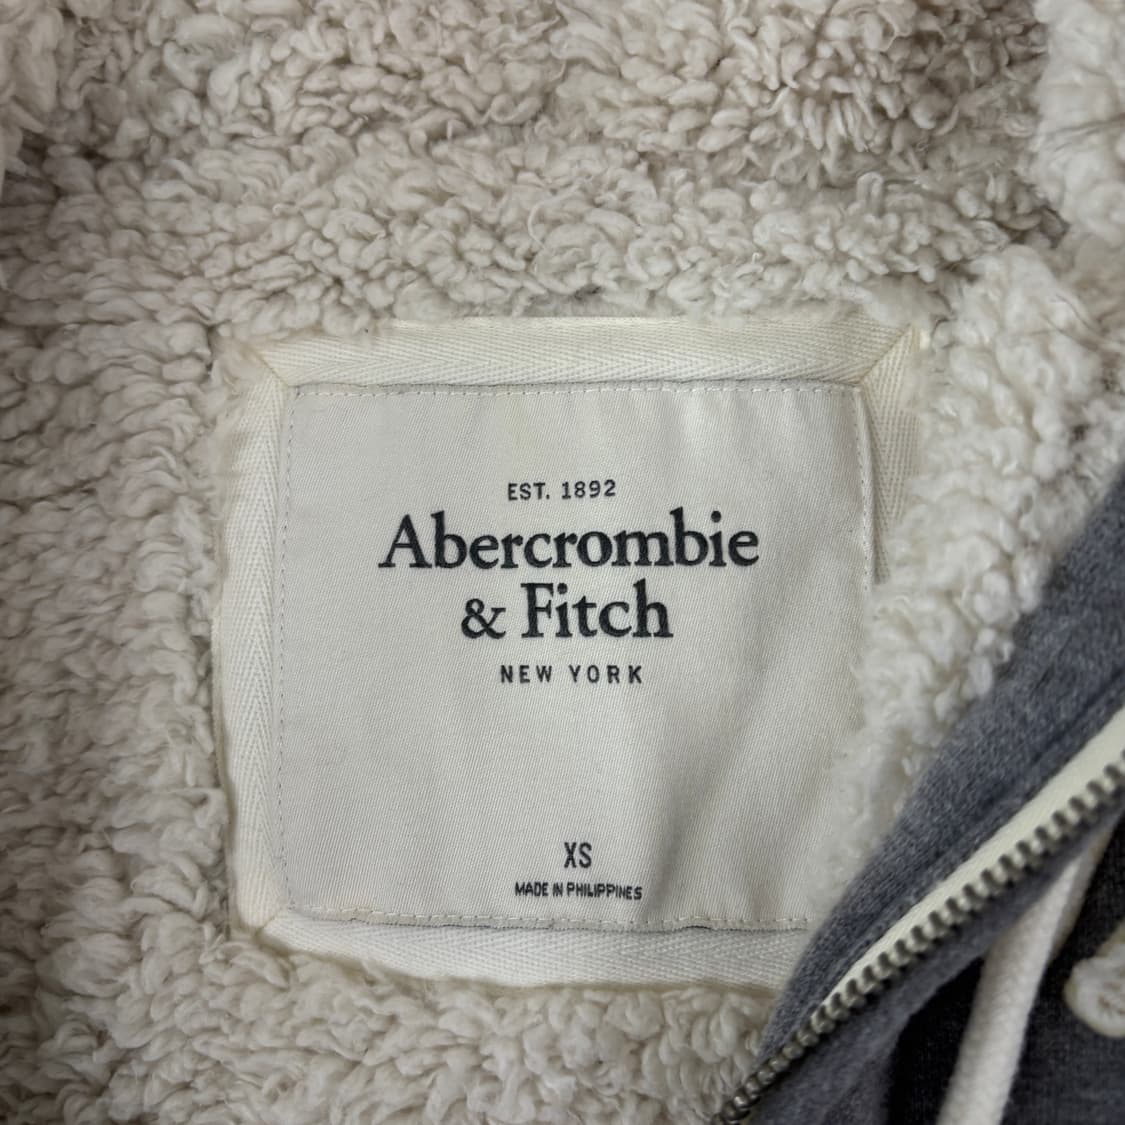 EST. 1892
Abercrombie
& Fitch
NEW YORK
XS
MADE IN PHILIPPINES